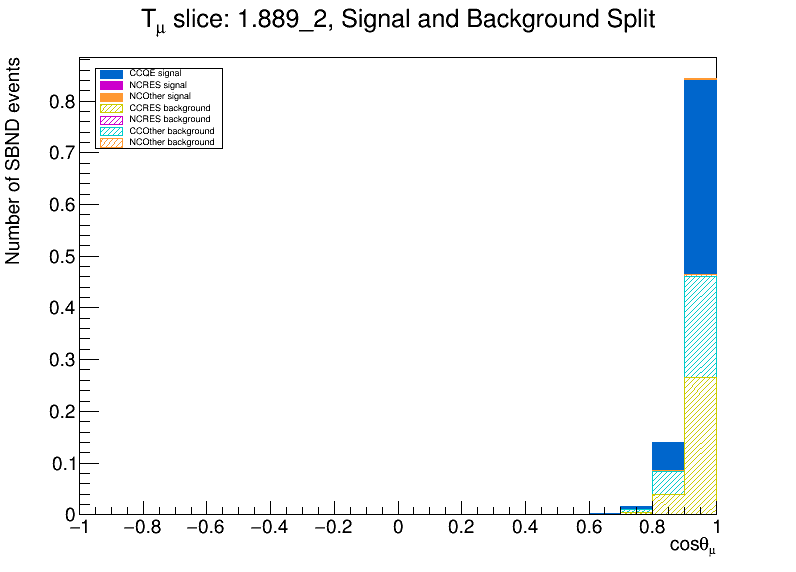 Tμ slice: 1.889_2, Signal and Background Split
Number of SBND events
CCQE signal
NCRES signal
NCOther signal
CCRES background
NCRES background
CCOther background
NCOther background
0.8
0.7
0.6
0.5
0.4
0.3
0.2
0.1
0
−1 −0.8 −0.6 −0.4 −0.2 0 0.2 0.4 0.6 0.8 1
cosθμ